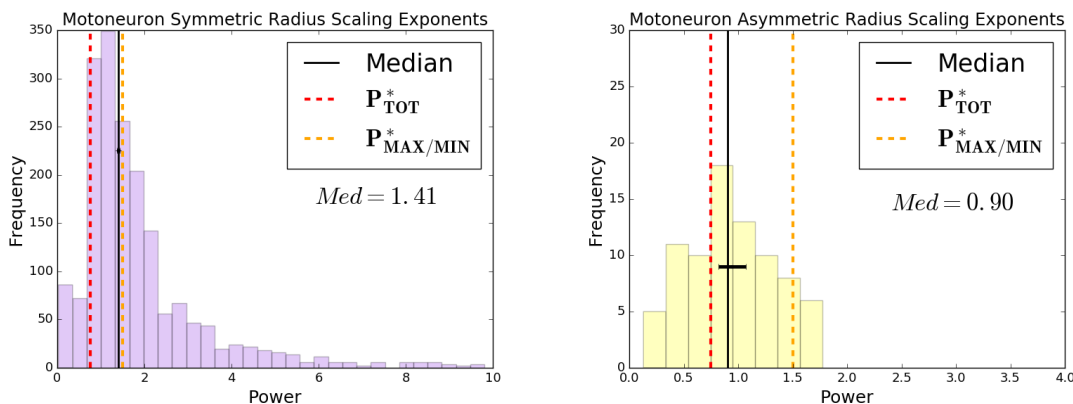 Motoneuron Symmetric Radius Scaling Exponents
350
300
250
200
150
100
50
0
Frequency
0 2 4 6 8 10
Power
Median
P*TOT
P*MAX/MIN
Med = 1.41
Motoneuron Asymmetric Radius Scaling Exponents
30
25
20
15
10
5
0
Frequency
0.0 0.5 1.0 1.5 2.0 2.5 3.0 3.5 4.0
Power
Median
P*TOT
P*MAX/MIN
Med = 0.90